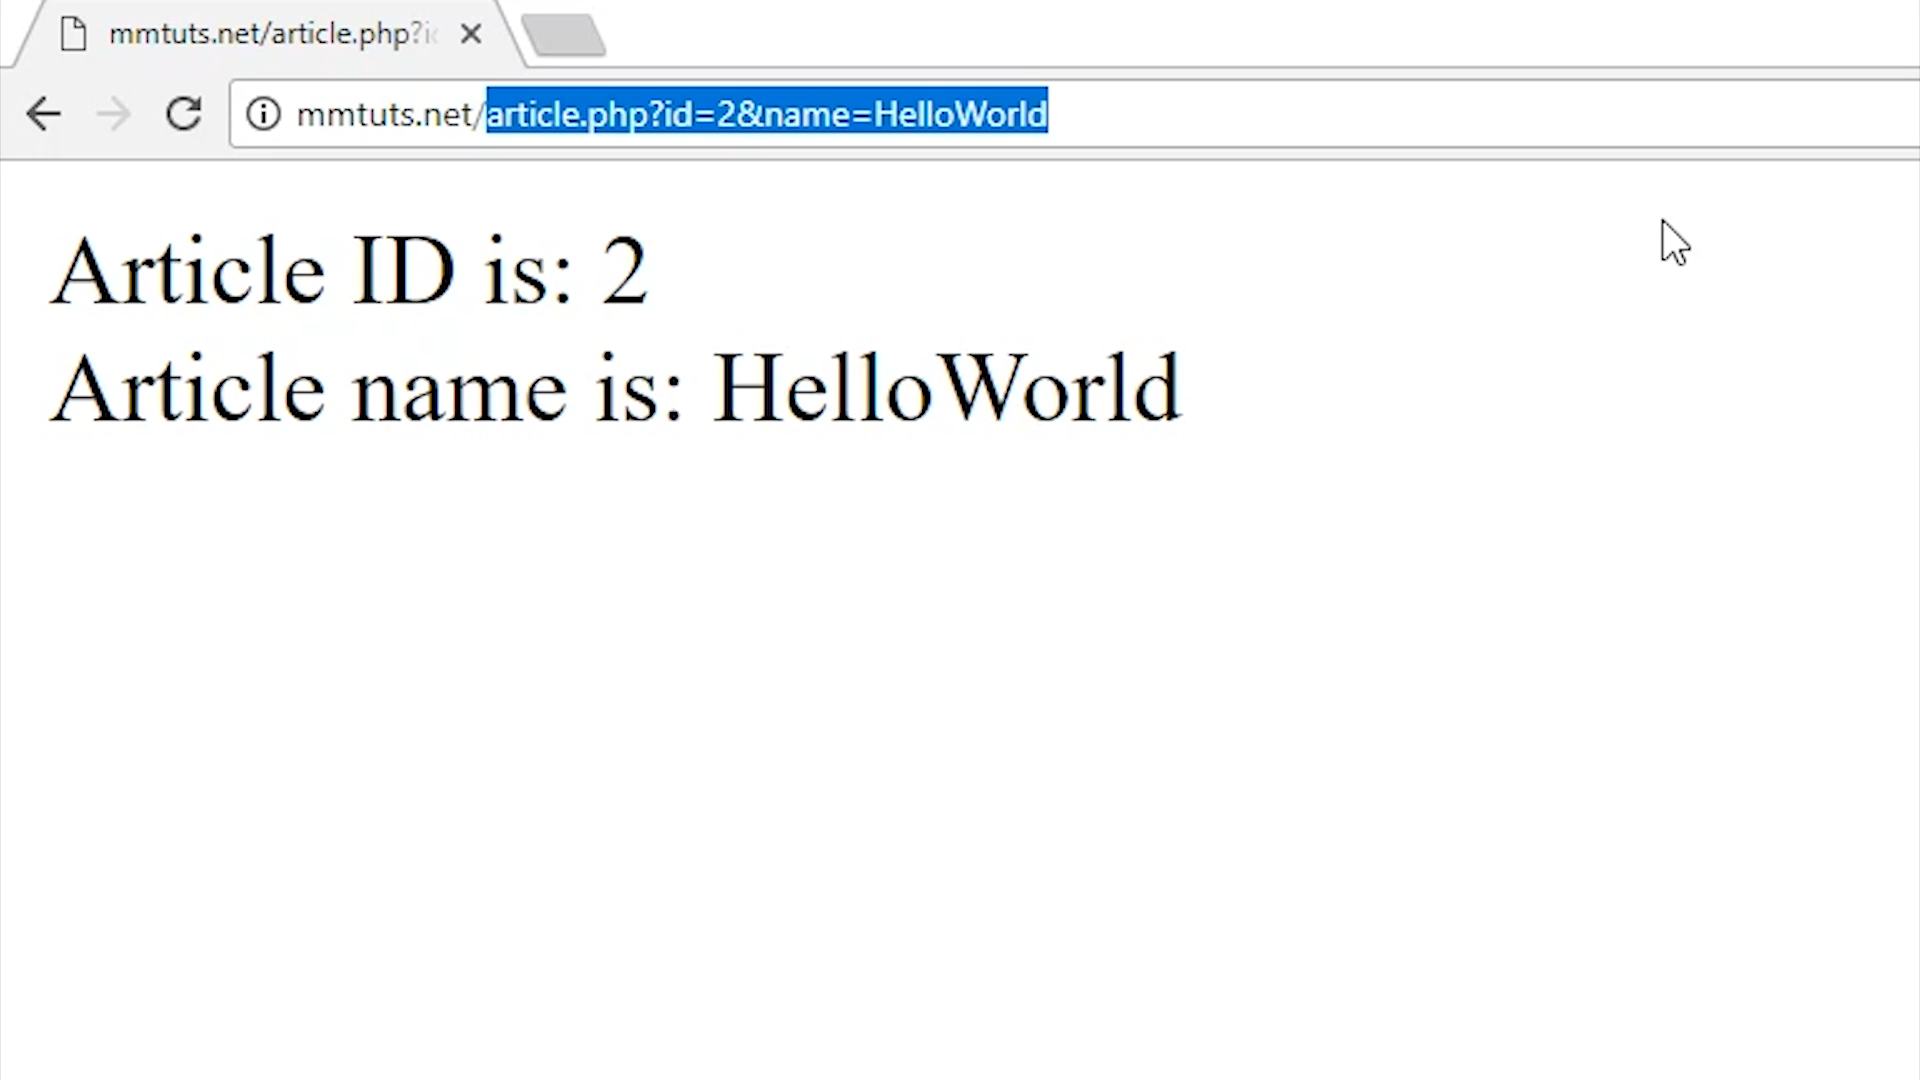 mmtuts.net/article.php?id
mmtuts.net/article.php?id=2&name=HelloWorld
Article ID is: 2
Article name is: HelloWorld